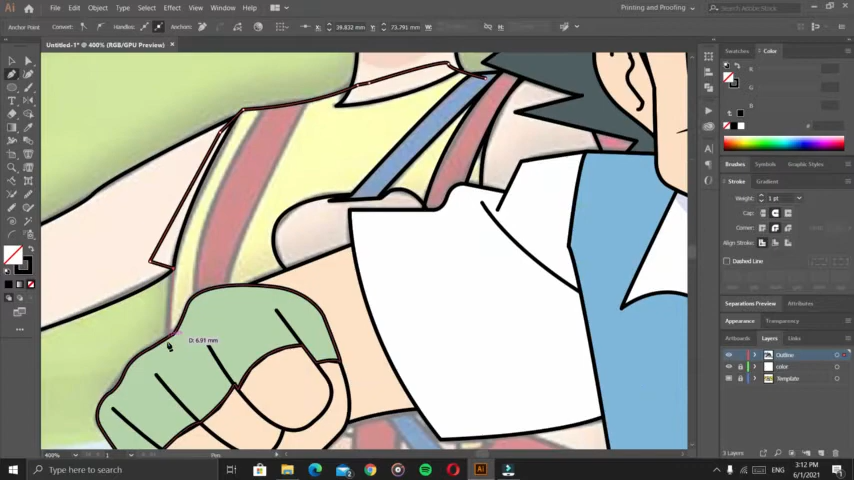 Ai File Edit Object Type Select Effect View Window Help
Printing and Proofing
Search Adobe Help
Anchor Point Convert: Handles: Anchors: X: 39.832 mm Y: 73.791 mm W: H:
Untitled-1* @ 400% (RGB/GPU Preview)
Swatches Color
R
G
B
Brushes Symbols Graphic Styles
Stroke Gradient
Weight: 1 pt
Cap:
Corner:
Align Stroke:
Dashed Line
Separations Preview Attributes
Appearance Transparency
Artboards Layers Links
Outline
color
Template
3 Layers
D: 6.91 mm
400% 1 Pen
Type here to search
ENG
3:12 PM
6/1/2021